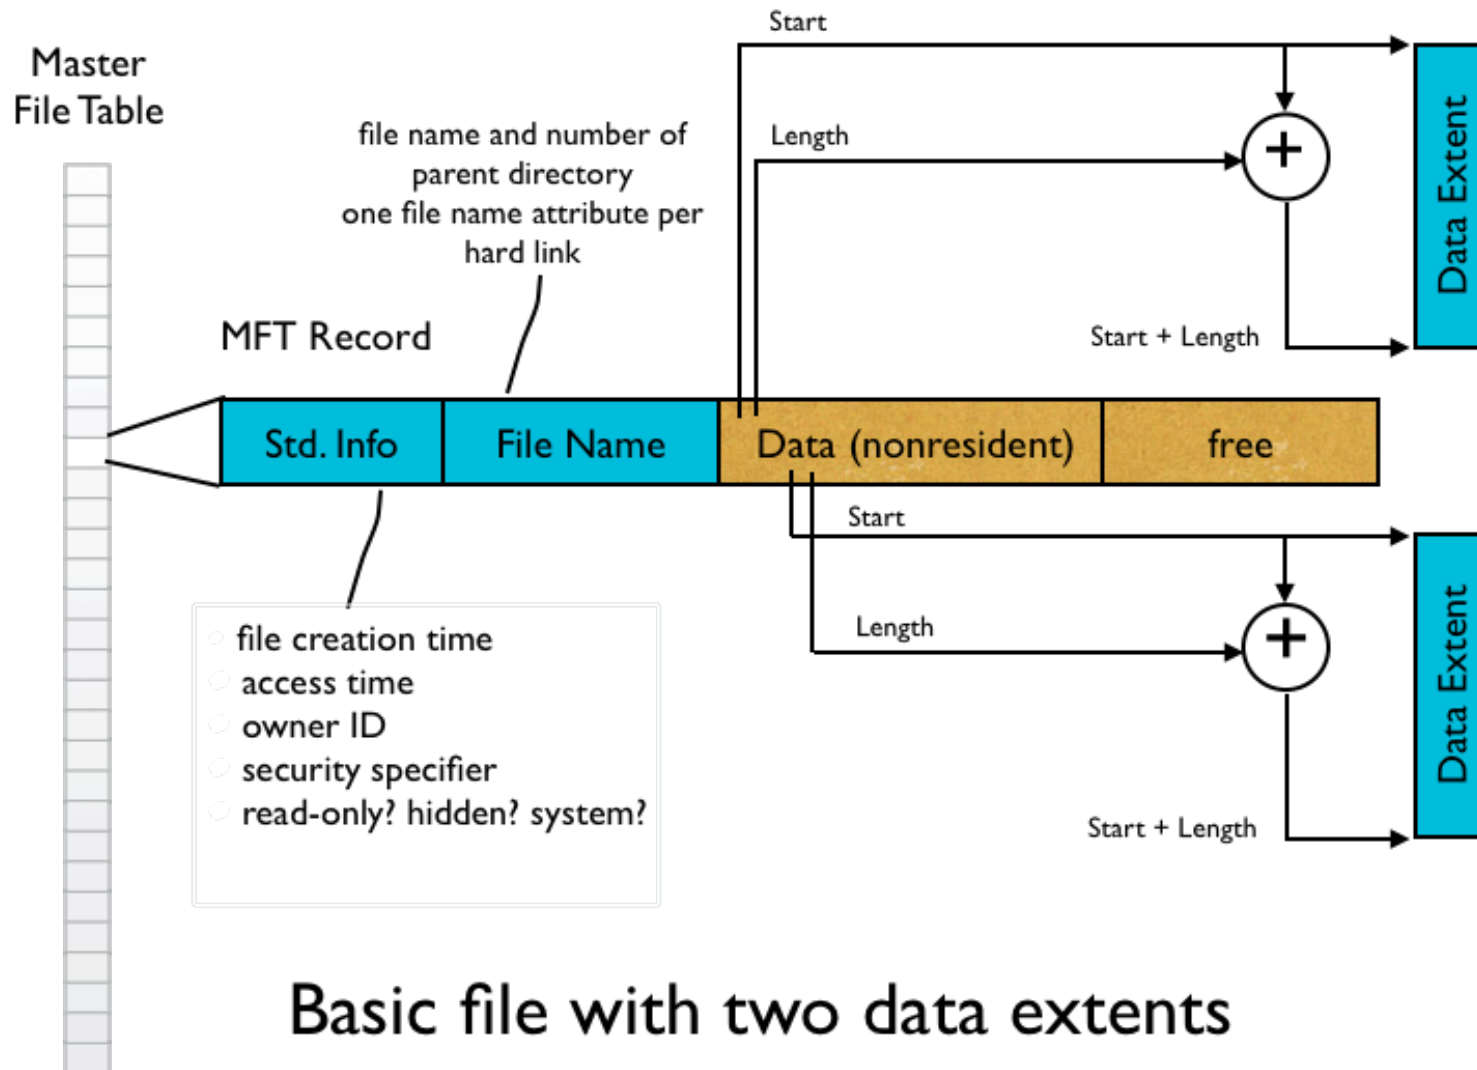 Master
File Table
Start
file name and number of
parent directory
one file name attribute per
hard link
Length
+
Data Extent
Start + Length
MFT Record
Std. Info
File Name
Data (nonresident)
free
Start
file creation time
access time
owner ID
security specifier
read-only? hidden? system?
Length
+
Data Extent
Start + Length
Basic file with two data extents